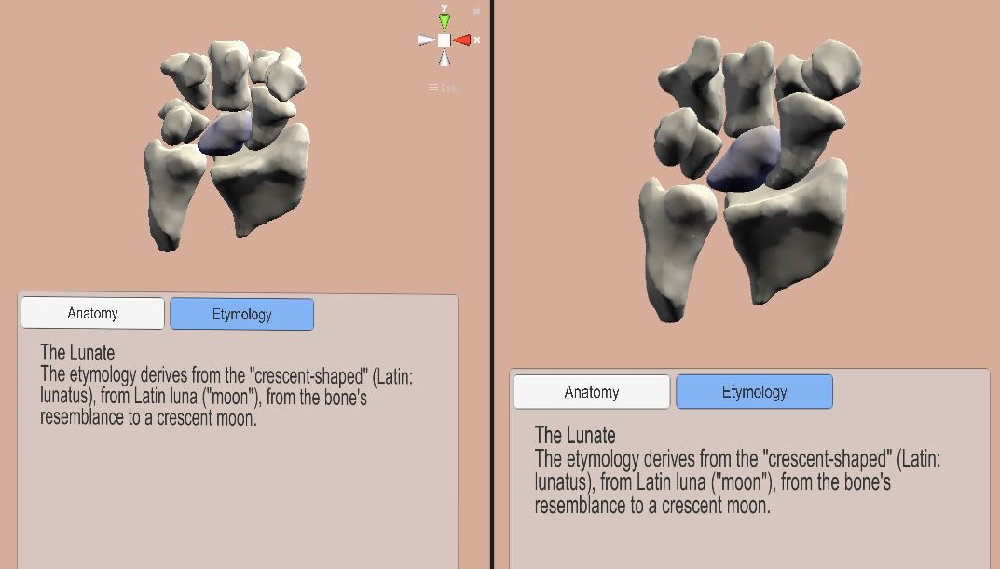 y
x
Iso
Anatomy
Etymology
The Lunate
The etymology derives from the "crescent-shaped" (Latin:
lunatus), from Latin luna ("moon"), from the bone's
resemblance to a crescent moon.
Anatomy
Etymology
The Lunate
The etymology derives from the "crescent-shaped" (Latin:
lunatus), from Latin luna ("moon"), from the bone's
resemblance to a crescent moon.